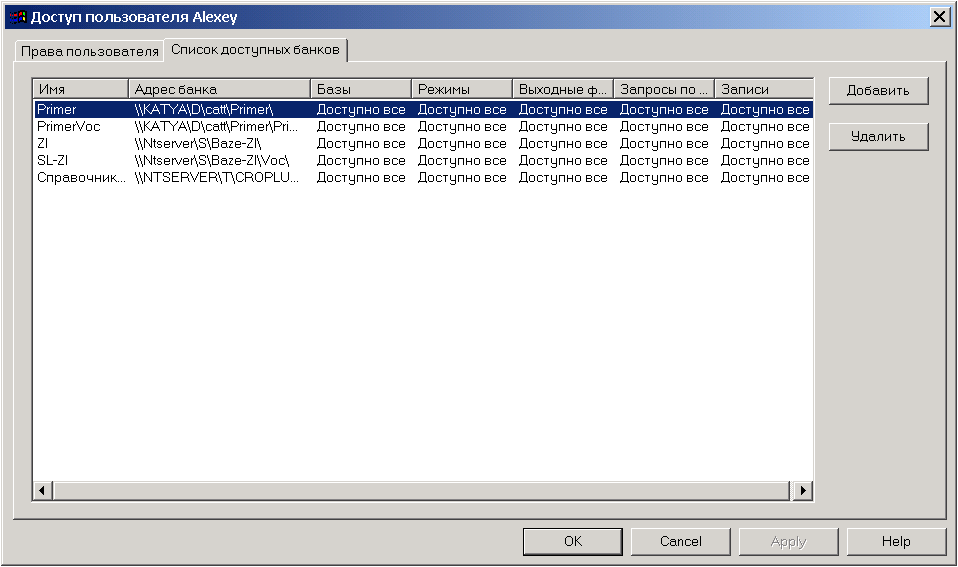 Доступ пользователя Alexey
Права пользователя Список доступных банков
Имя Адрес банка Базы Режимы Выходные ф... Запросы по ... Записи
Primer \\KATYA\D\catt\Primer\ Доступно все Доступно все Доступно все Доступно все Доступно все
PrimerVoc \\KATYA\D\catt\Primer\Pri... Доступно все Доступно все Доступно все Доступно все Доступно все
ZI \\Ntserver\S\Baze-ZI\ Доступно все Доступно все Доступно все Доступно все Доступно все
SL-ZI \\Ntserver\S\Baze-ZI\Voc\ Доступно все Доступно все Доступно все Доступно все Доступно все
Справочник... \\NTSERVER\T\CROPLU... Доступно все Доступно все Доступно все Доступно все Доступно все
Добавить
Удалить
OK Cancel Apply Help